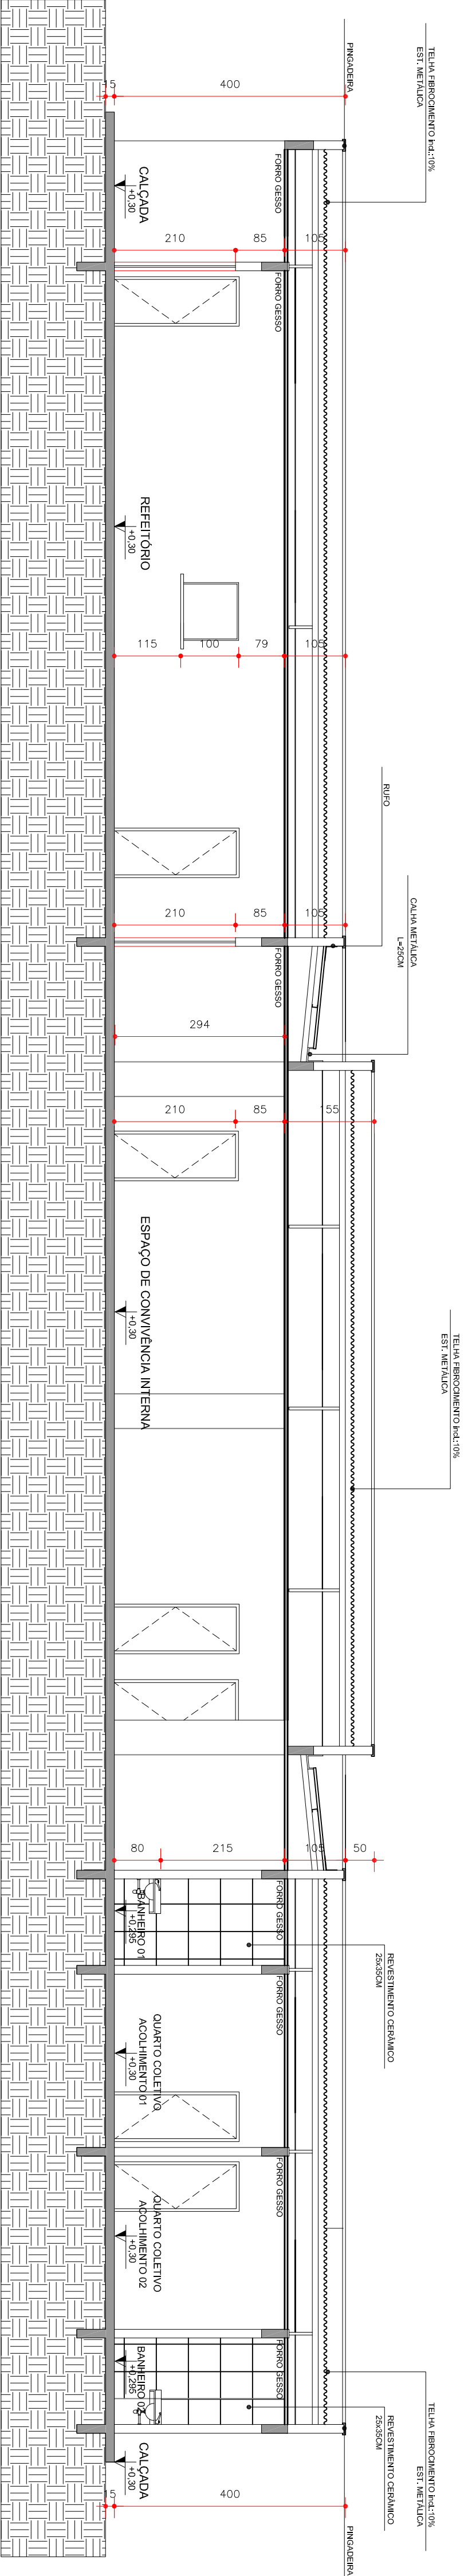 TELHA FIBROCIMENTO incl.:10%
EST. METÁLICA
PINGADEIRA
15
400
CALÇADA
+0,30
FORRO GESSO
210
85
105
FORRO GESSO
REFEITÓRIO
+0,30
115
100
79
105
RUFO
CALHA METÁLICA
L=25CM
210
85
105
FORRO GESSO
294
210
85
155
ESPAÇO DE CONVIVÊNCIA INTERNA
+0,30
TELHA FIBROCIMENTO incl.:10%
EST. METÁLICA
80
215
105
50
FORRO GESSO
BANHEIRO 01
+0,295
REVESTIMENTO CERÂMICO
25x35CM
FORRO GESSO
QUARTO COLETIVO
ACOLHIMENTO 01
+0,30
FORRO GESSO
QUARTO COLETIVO
ACOLHIMENTO 02
+0,30
FORRO GESSO
BANHEIRO 02
+0,295
REVESTIMENTO CERÂMICO
25x35CM
TELHA FIBROCIMENTO incl.:10%
EST. METÁLICA
CALÇADA
+0,30
15
400
PINGADEIRA